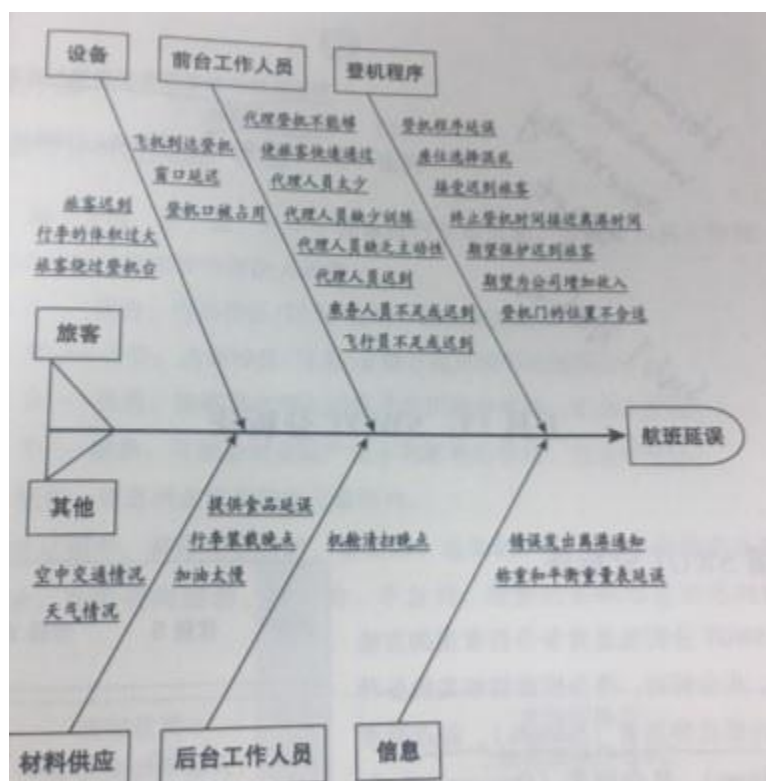 设备
前台工作人员
登机程序
飞机到达登机
窗口延迟
登机口被占用
代理登机不能够
使旅客快速通过
代理人员太少
代理人员缺少训练
代理人员缺乏主动性
代理人员迟到
乘务人员不足或迟到
飞行员不足或迟到
登机程序延误
座位选择混乱
接受迟到旅客
终止登机时间接近离港时间
期望保护迟到旅客
期望为公司增加收入
登机门的位置不合适
旅客迟到
行李的体积过大
旅客绕过登机台
旅客
航班延误
其他
空中交通情况
天气情况
提供食品延误
行李装载晚点
加油太慢
机舱清扫晚点
错误发出离港通知
称重和平衡重量表延误
材料供应
后台工作人员
信息